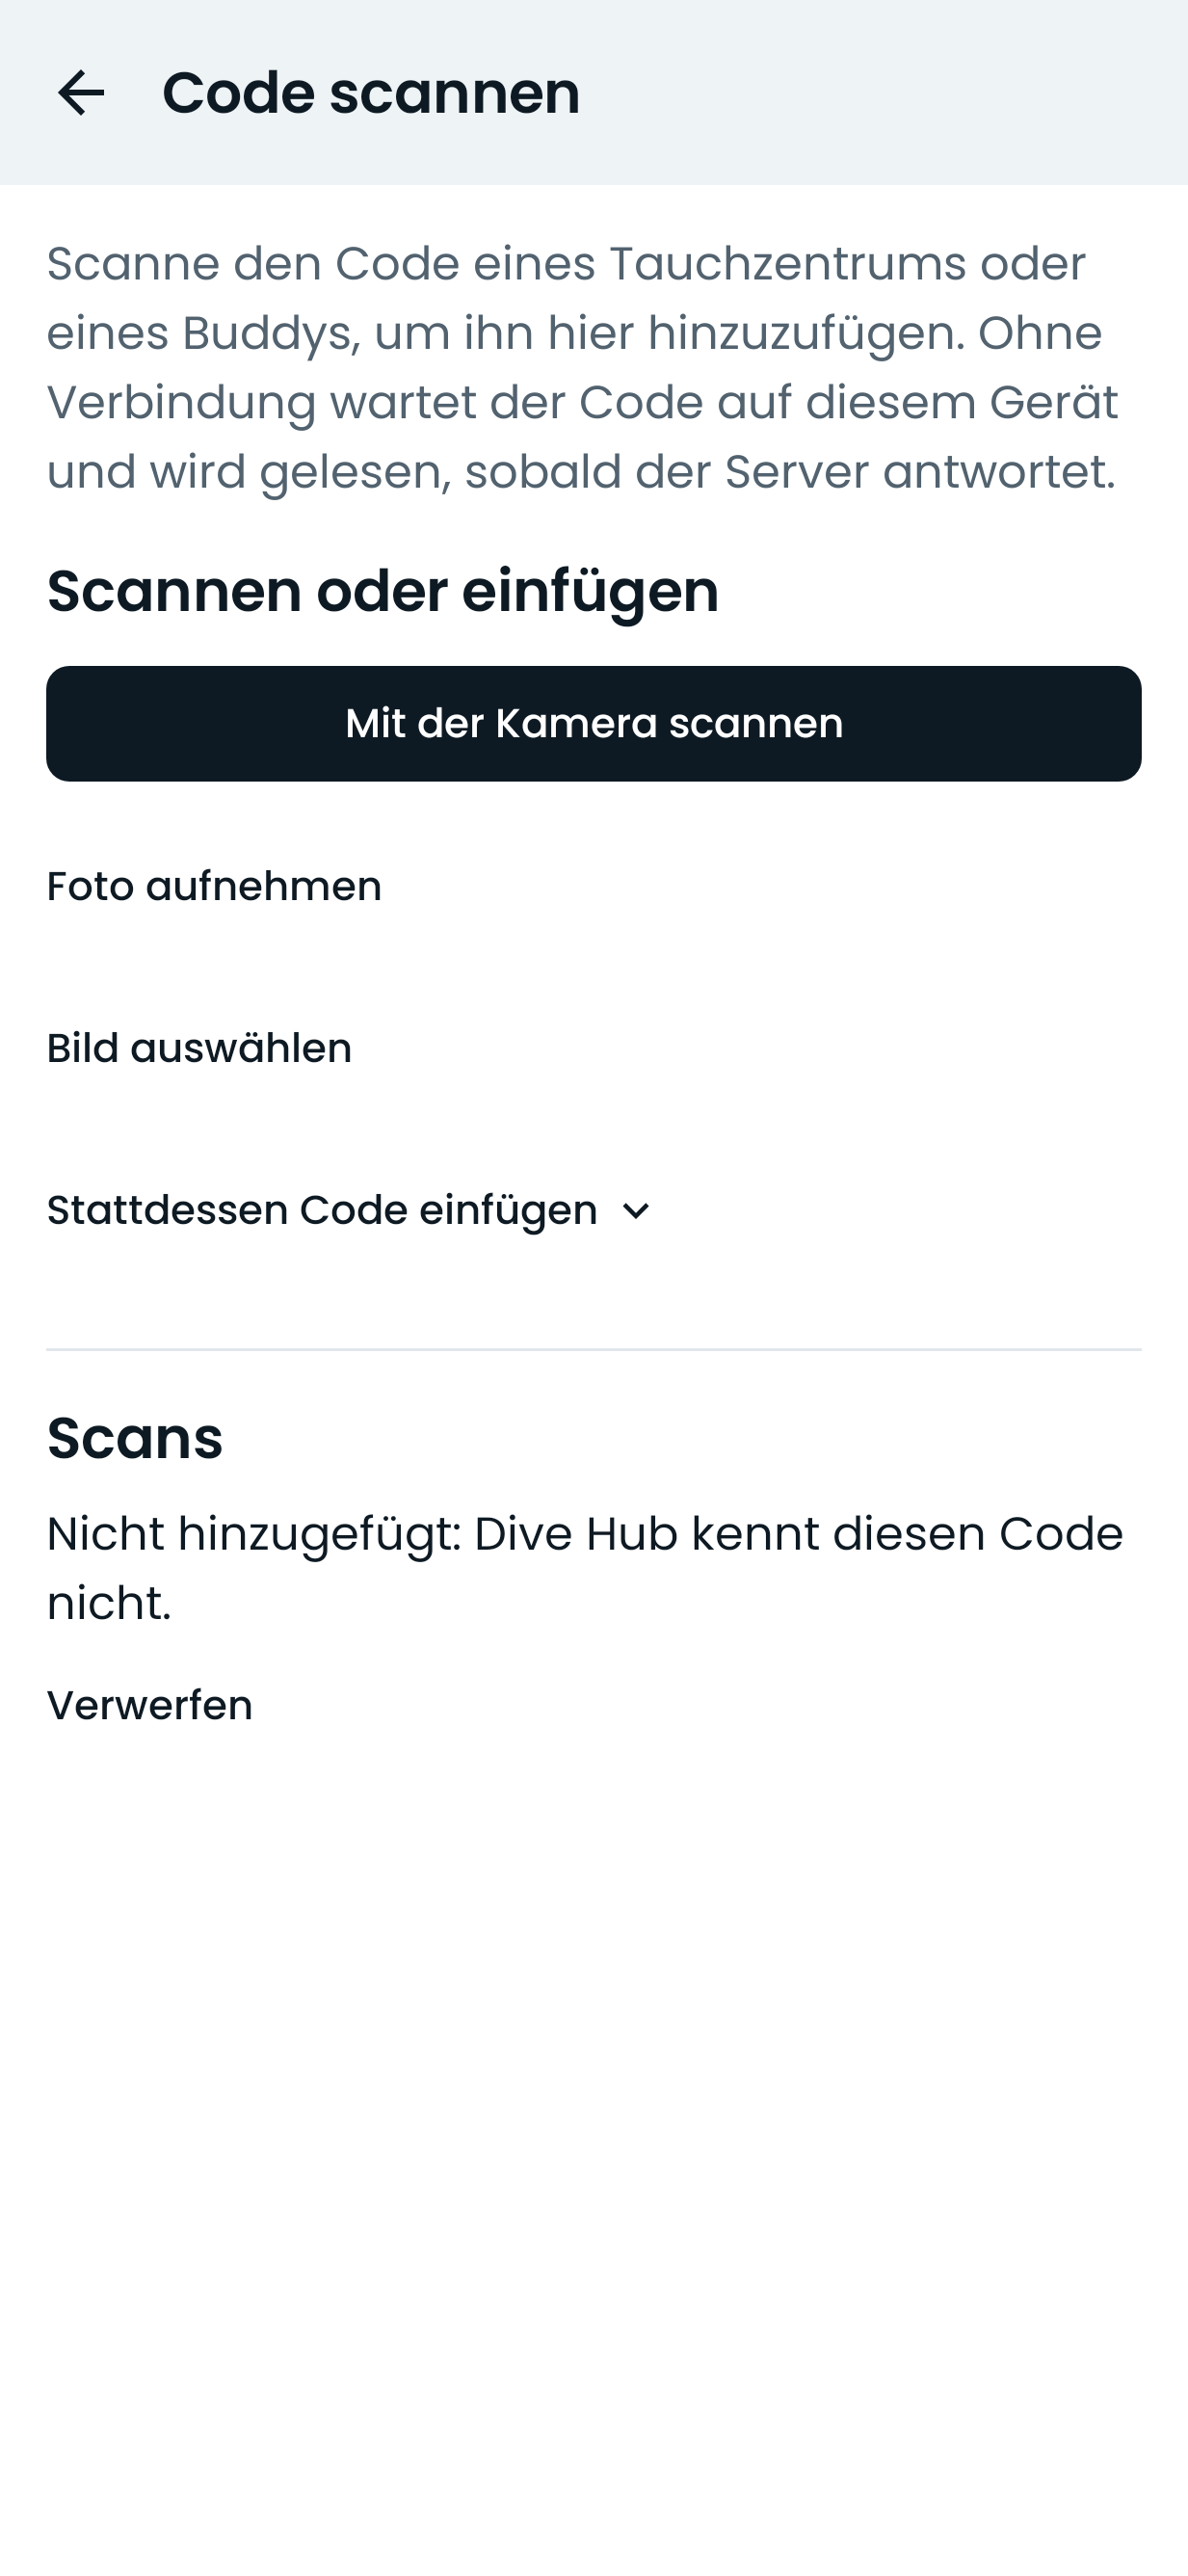 Code scannen
Scanne den Code eines Tauchzentrums oder
eines Buddys, um ihn hier hinzuzufügen. Ohne
Verbindung wartet der Code auf diesem Gerät
und wird gelesen, sobald der Server antwortet.
Scannen oder einfügen
Mit der Kamera scannen
Foto aufnehmen
Bild auswählen
Stattdessen Code einfügen
Scans
Nicht hinzugefügt: Dive Hub kennt diesen Code
nicht.
Verwerfen